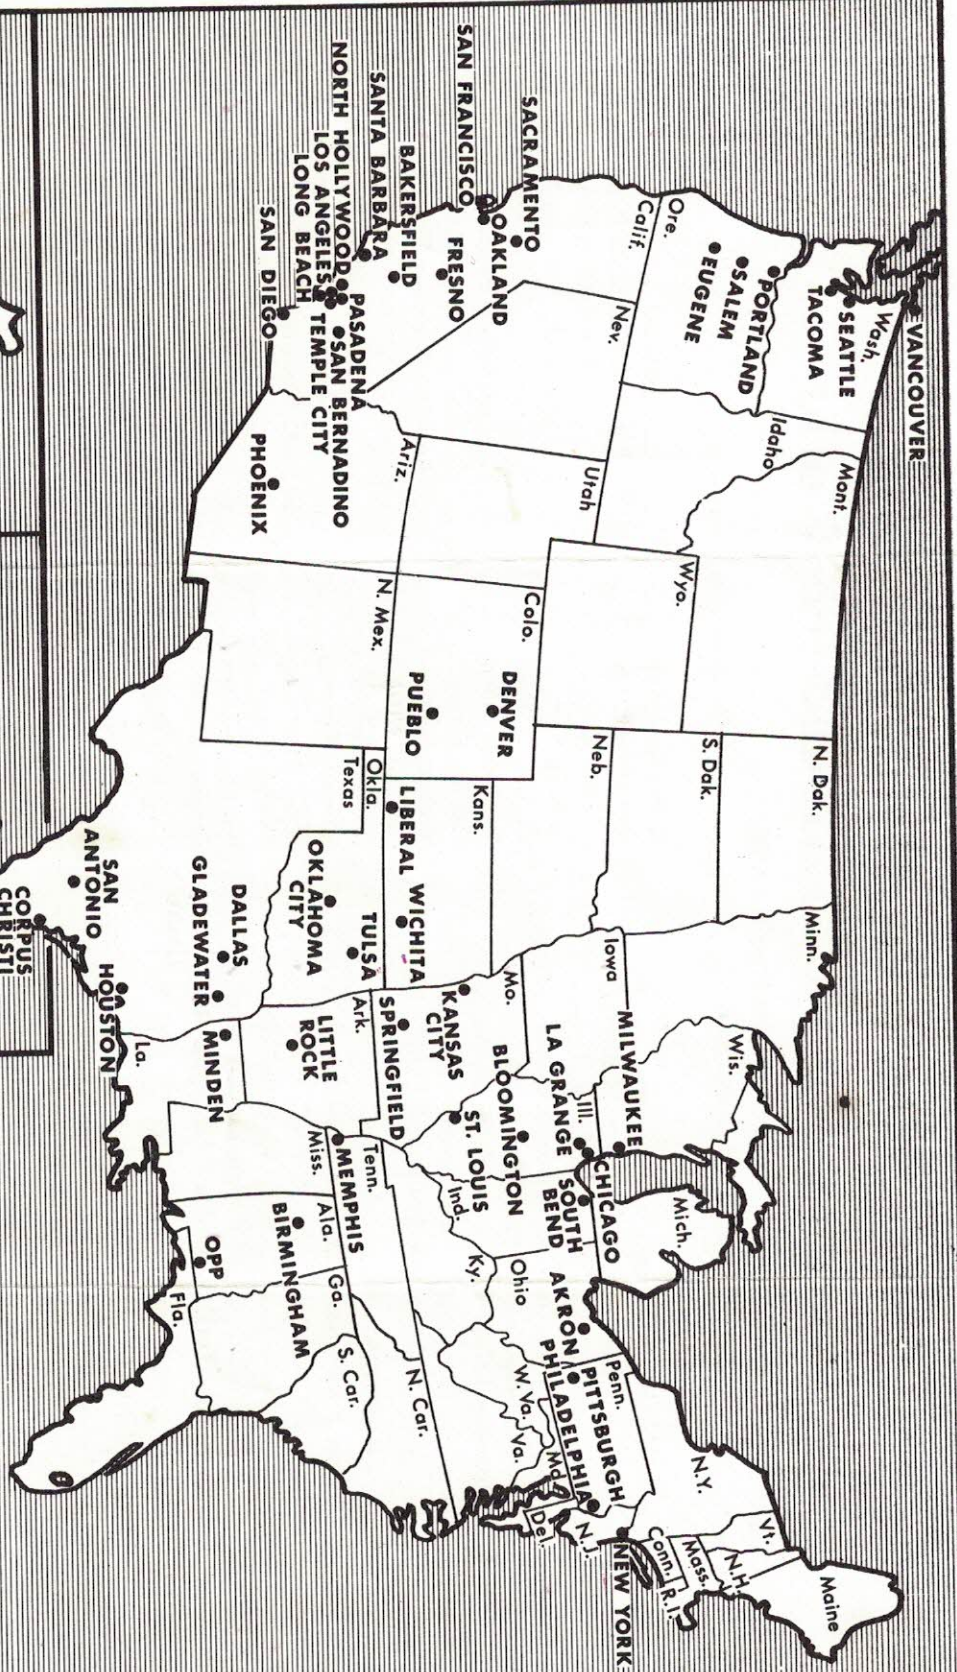 VANCOUVER
Wash.
SEATTLE
TACOMA
PORTLAND
SALEM
EUGENE
Ore.
Calif.
Nev.
Idaho
Mont.
Utah
Wyo.
Ariz.
Colo.
N. Mex.
SACRAMENTO
SAN FRANCISCO
OAKLAND
FRESNO
BAKERSFIELD
SANTA BARBARA
NORTH HOLLYWOOD
LOS ANGELES
LONG BEACH
PASADENA
SAN BERNADINO
TEMPLE CITY
SAN DIEGO
PHOENIX
DENVER
PUEBLO
N. Dak.
S. Dak.
Neb.
Kans.
Okla.
Texas
LIBERAL
WICHITA
OKLAHOMA
CITY
TULSA
DALLAS
GLADEWATER
SAN
ANTONIO
HOUSTON
CORPUS
CHRISTI
Minn.
Iowa
Mo.
Ark.
La.
KANSAS
CITY
SPRINGFIELD
LITTLE
ROCK
MINDEN
Wis.
MILWAUKEE
LA GRANGE
Ill.
CHICAGO
BLOOMINGTON
ST. LOUIS
Mich.
SOUTH
BEND
Ind.
Ohio
Ky.
Tenn.
MEMPHIS
Miss.
Ala.
BIRMINGHAM
OPP
Ga.
Fla.
S. Car.
N. Car.
AKRON
PITTSBURGH
PHILADELPHIA
Penn.
W. Va.
Va.
Md.
Del.
N.J.
NEW YORK
N.Y.
Conn.
R.I.
Mass.
Vt.
N.H.
Maine